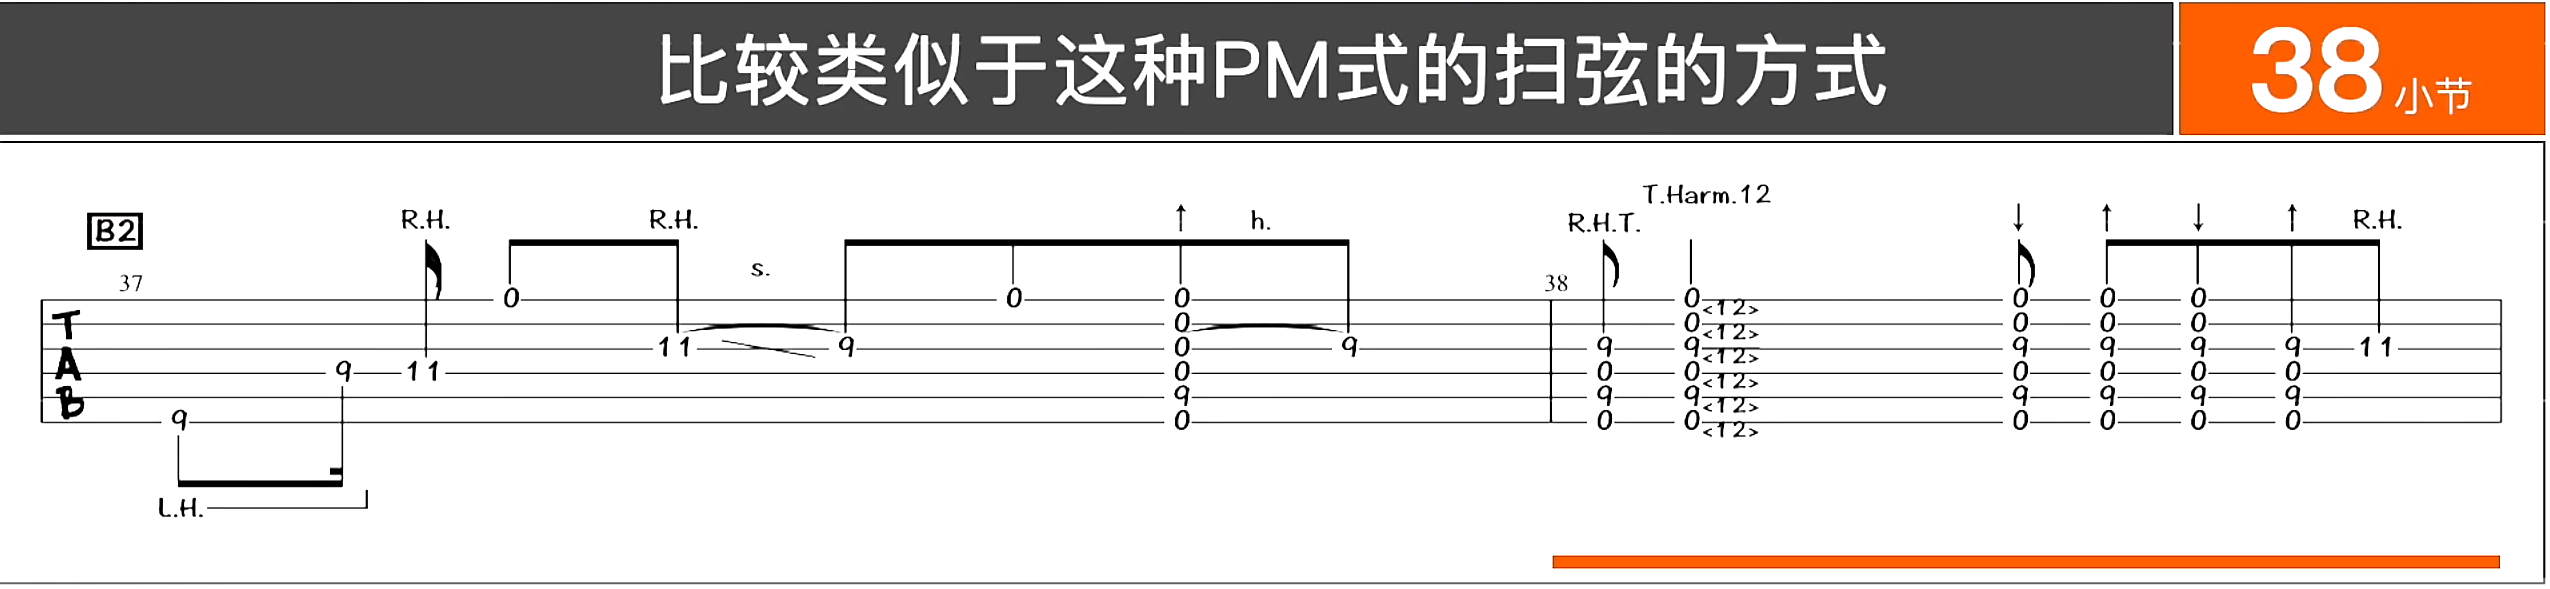 比较类似于这种PM式的扫弦的方式
38小节
T.Harm.12
B2 R.H. R.H. ↑ h. R.H.T. ↓ ↑ ↓ ↑ R.H.
37 s. 38
0 0 0 0 <12> 0 0 0
T 0 0 <12> 0 0 0
11 9 0 9 9 9 <12> 9 9 9 9 11
A 9 11 0 0 0 <12> 0 0 0 0
B 9 9 9 <12> 9 9 9 9
9 0 0 0 <12> 0 0 0 0
L.H.